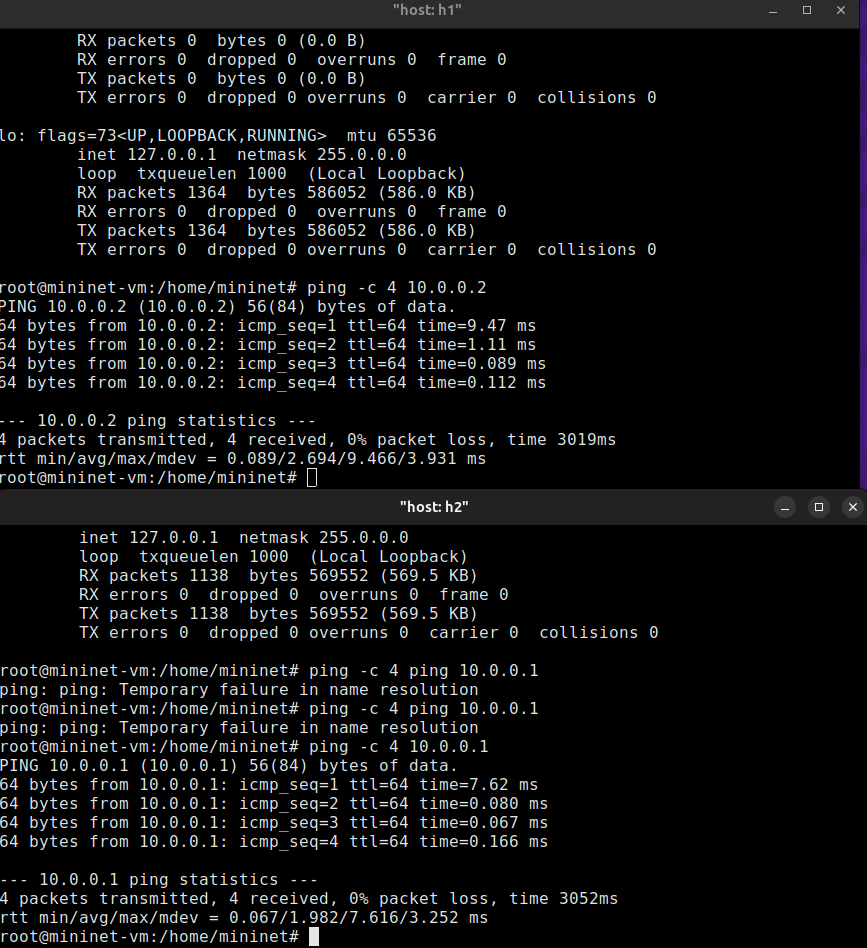 "host: h1"
RX packets 0  bytes 0 (0.0 B)
RX errors 0  dropped 0  overruns 0  frame 0
TX packets 0  bytes 0 (0.0 B)
TX errors 0  dropped 0 overruns 0  carrier 0  collisions 0
lo: flags=73<UP,LOOPBACK,RUNNING>  mtu 65536
inet 127.0.0.1  netmask 255.0.0.0
loop  txqueuelen 1000  (Local Loopback)
RX packets 1364  bytes 586052 (586.0 KB)
RX errors 0  dropped 0  overruns 0  frame 0
TX packets 1364  bytes 586052 (586.0 KB)
TX errors 0  dropped 0 overruns 0  carrier 0  collisions 0
root@mininet-vm:/home/mininet# ping -c 4 10.0.0.2
PING 10.0.0.2 (10.0.0.2) 56(84) bytes of data.
64 bytes from 10.0.0.2: icmp_seq=1 ttl=64 time=9.47 ms
64 bytes from 10.0.0.2: icmp_seq=2 ttl=64 time=1.11 ms
64 bytes from 10.0.0.2: icmp_seq=3 ttl=64 time=0.089 ms
64 bytes from 10.0.0.2: icmp_seq=4 ttl=64 time=0.112 ms
--- 10.0.0.2 ping statistics ---
4 packets transmitted, 4 received, 0% packet loss, time 3019ms
rtt min/avg/max/mdev = 0.089/2.694/9.466/3.931 ms
root@mininet-vm:/home/mininet#
"host: h2"
inet 127.0.0.1  netmask 255.0.0.0
loop  txqueuelen 1000  (Local Loopback)
RX packets 1138  bytes 569552 (569.5 KB)
RX errors 0  dropped 0  overruns 0  frame 0
TX packets 1138  bytes 569552 (569.5 KB)
TX errors 0  dropped 0 overruns 0  carrier 0  collisions 0
root@mininet-vm:/home/mininet# ping -c 4 ping 10.0.0.1
ping: ping: Temporary failure in name resolution
root@mininet-vm:/home/mininet# ping -c 4 ping 10.0.0.1
ping: ping: Temporary failure in name resolution
root@mininet-vm:/home/mininet# ping -c 4 10.0.0.1
PING 10.0.0.1 (10.0.0.1) 56(84) bytes of data.
64 bytes from 10.0.0.1: icmp_seq=1 ttl=64 time=7.62 ms
64 bytes from 10.0.0.1: icmp_seq=2 ttl=64 time=0.080 ms
64 bytes from 10.0.0.1: icmp_seq=3 ttl=64 time=0.067 ms
64 bytes from 10.0.0.1: icmp_seq=4 ttl=64 time=0.166 ms
--- 10.0.0.1 ping statistics ---
4 packets transmitted, 4 received, 0% packet loss, time 3052ms
rtt min/avg/max/mdev = 0.067/1.982/7.616/3.252 ms
root@mininet-vm:/home/mininet#